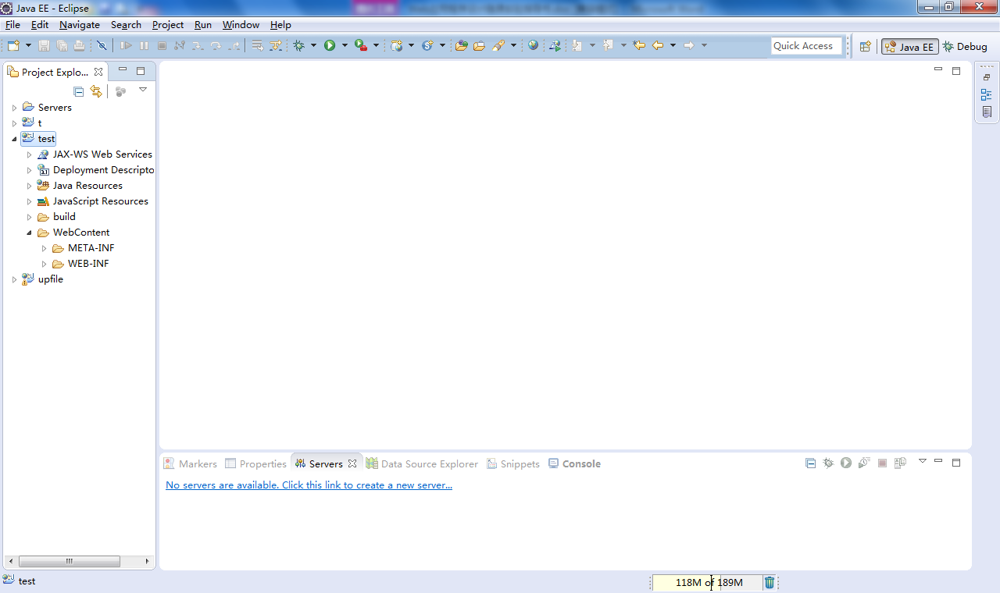 Java EE - Eclipse
File Edit Navigate Search Project Run Window Help
Quick Access
Java EE
Debug
Project Explo...
Servers
t
test
JAX-WS Web Services
3.1
Deployment Descripto
Java Resources
JavaScript Resources
build
WebContent
META-INF
WEB-INF
upfile
Markers Properties Servers Data Source Explorer Snippets Console
No servers are available. Click this link to create a new server...
test
118M of 189M